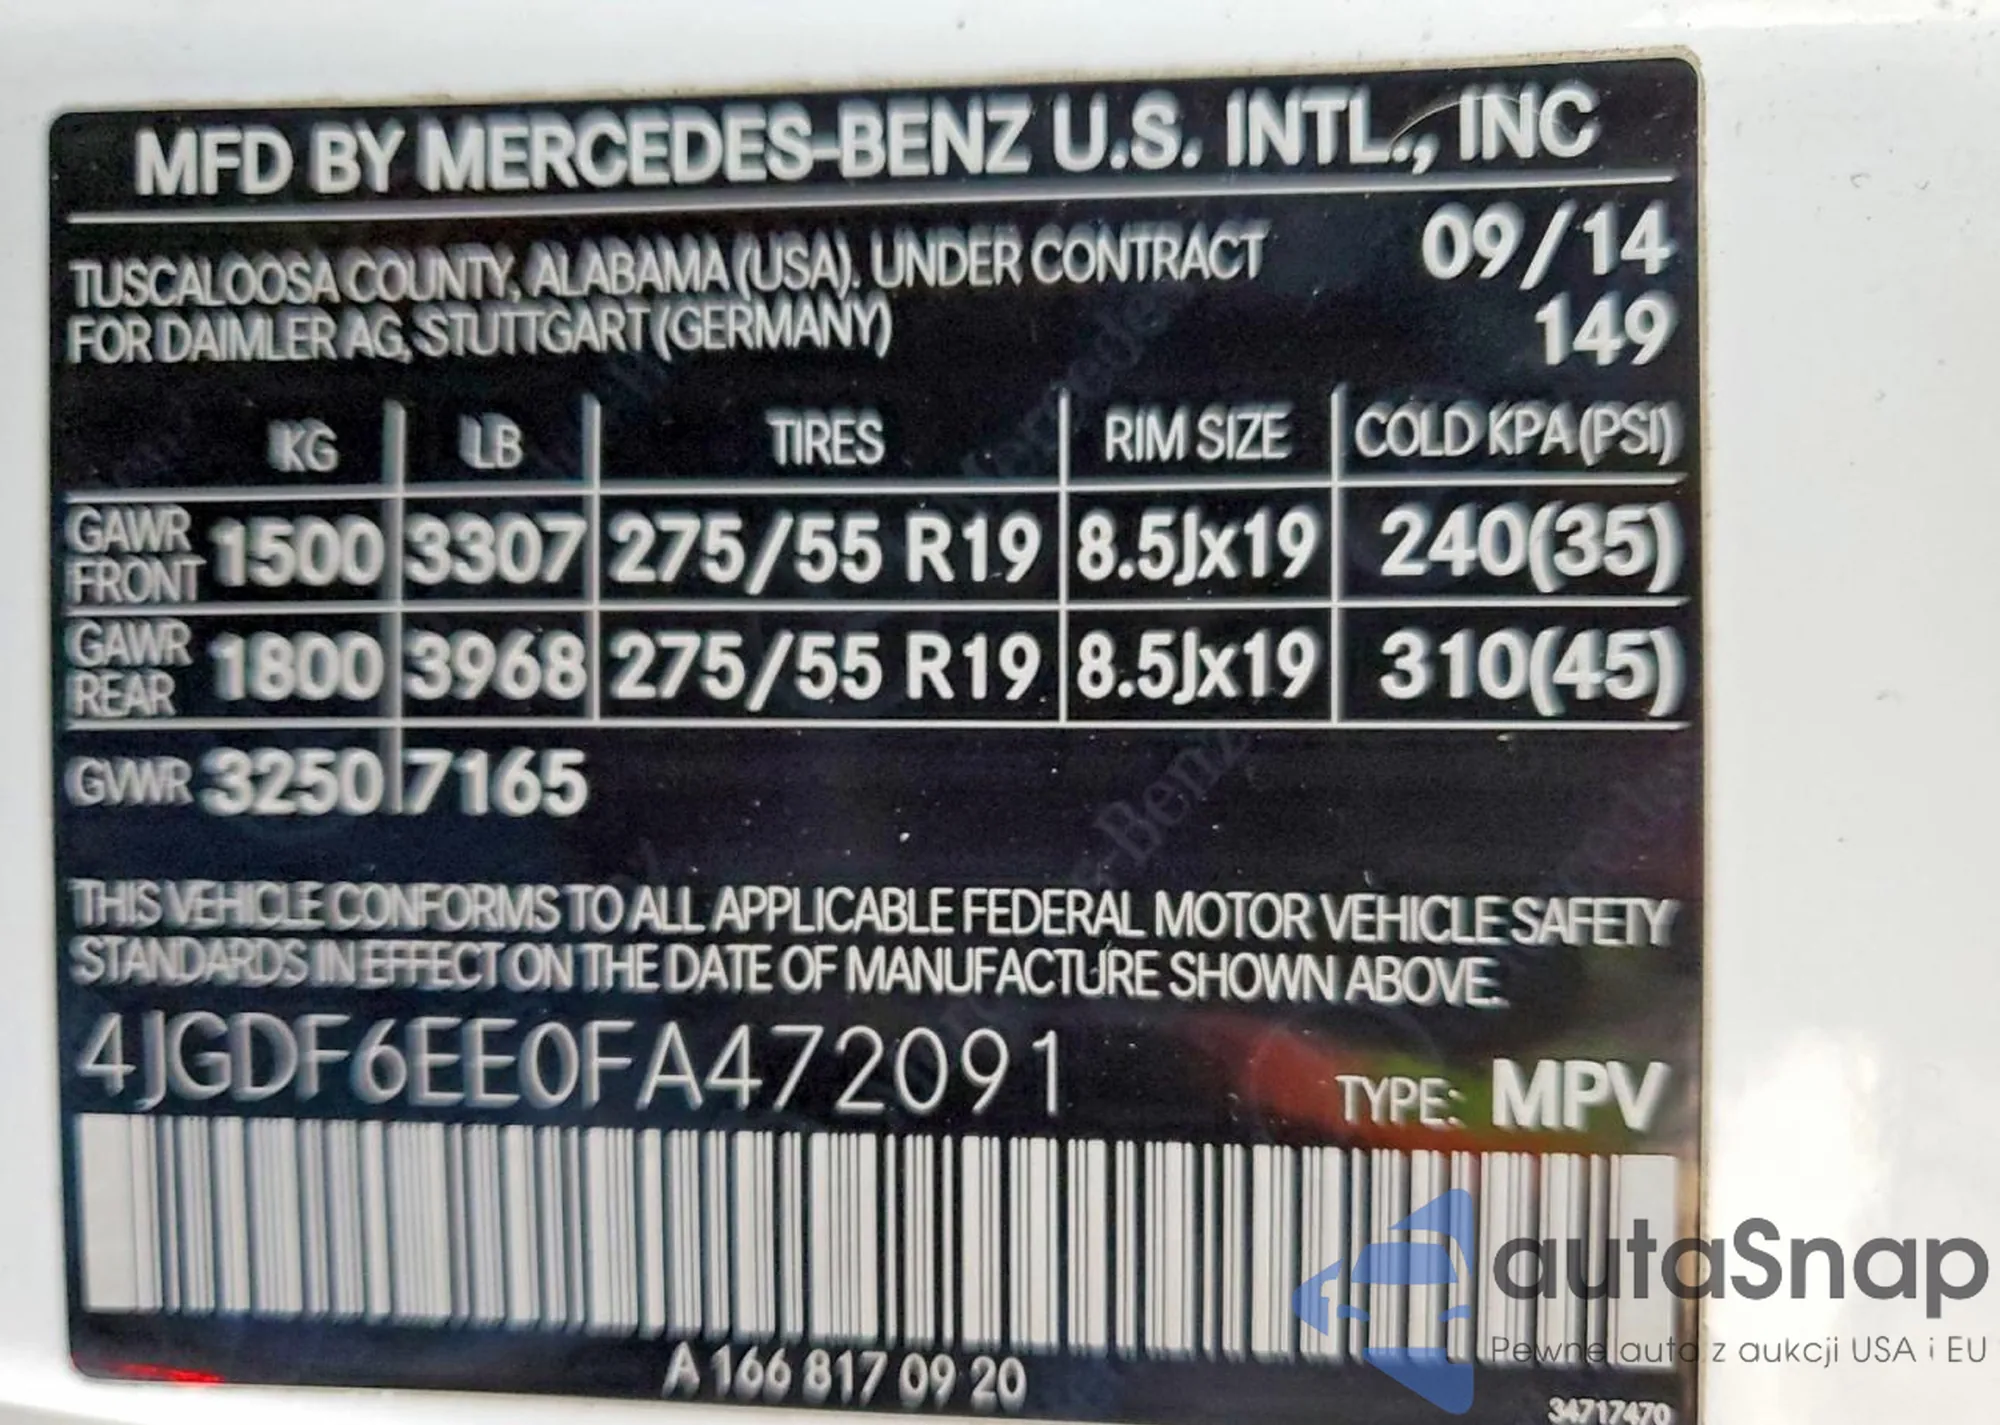 MFD BY MERCEDES-BENZ U.S. INTL., INC
TUSCALOOSA COUNTY, ALABAMA (USA). UNDER CONTRACT
FOR DAIMLER AG, STUTTGART (GERMANY)
09/14
149
KG LB TIRES RIM SIZE COLD KPA (PSI)
GAWR FRONT 1500 3307 275/55 R19 8.5Jx19 240(35)
GAWR REAR 1800 3968 275/55 R19 8.5Jx19 310(45)
GVWR 3250 7165
THIS VEHICLE CONFORMS TO ALL APPLICABLE FEDERAL MOTOR VEHICLE SAFETY
STANDARDS IN EFFECT ON THE DATE OF MANUFACTURE SHOWN ABOVE.
4JGDF6EE0FA472091 TYPE: MPV
A 166 817 09 20
34717470
autaSnap
Pewne auta z aukcji USA i EU